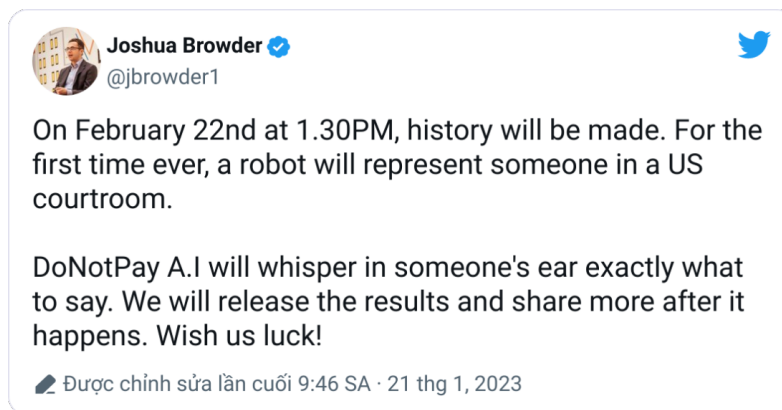 Joshua Browder
@jbrowder1
On February 22nd at 1.30PM, history will be made. For the
first time ever, a robot will represent someone in a US
courtroom.
DoNotPay A.I will whisper in someone's ear exactly what
to say. We will release the results and share more after it
happens. Wish us luck!
Được chỉnh sửa lần cuối 9:46 SA · 21 thg 1, 2023